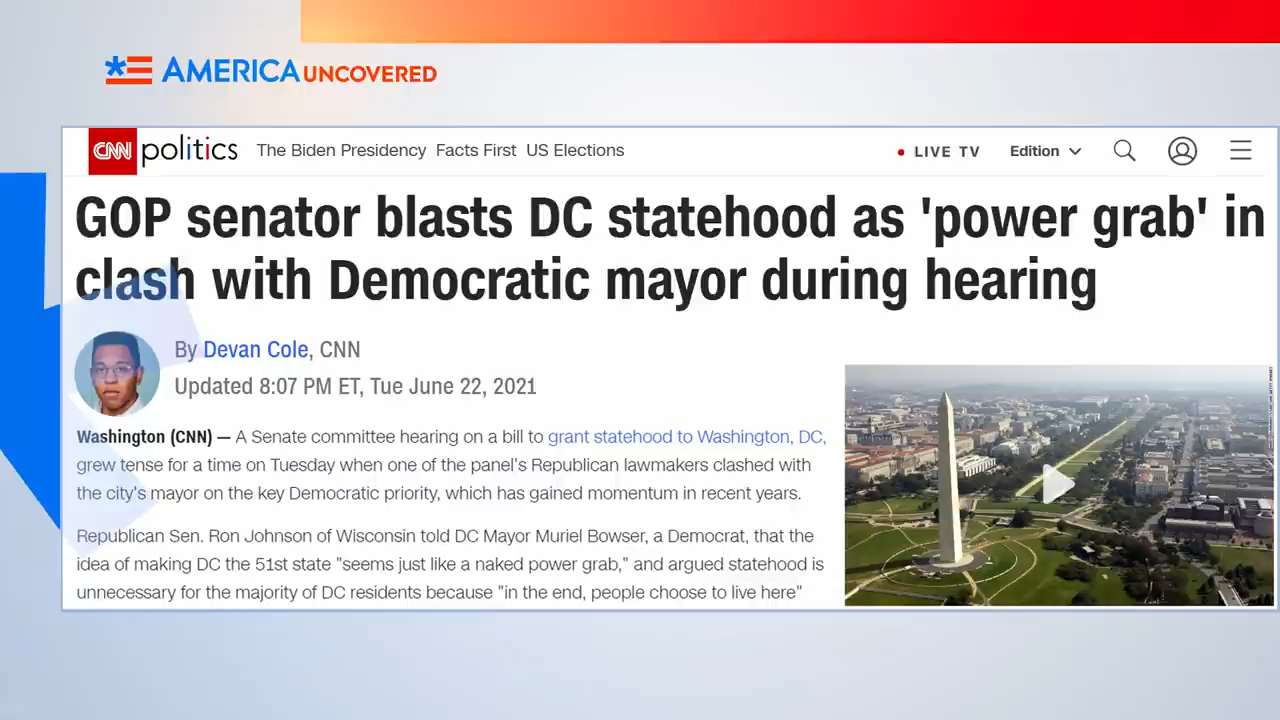 AMERICA UNCOVERED
CNN politics The Biden Presidency Facts First US Elections LIVE TV Edition
GOP senator blasts DC statehood as 'power grab' in
clash with Democratic mayor during hearing
By Devan Cole, CNN
Updated 8:07 PM ET, Tue June 22, 2021
Washington (CNN) — A Senate committee hearing on a bill to grant statehood to Washington, DC,
grew tense for a time on Tuesday when one of the panel's Republican lawmakers clashed with
the city's mayor on the key Democratic priority, which has gained momentum in recent years.
Republican Sen. Ron Johnson of Wisconsin told DC Mayor Muriel Bowser, a Democrat, that the
idea of making DC the 51st state "seems just like a naked power grab," and argued statehood is
unnecessary for the majority of DC residents because "in the end, people choose to live here"